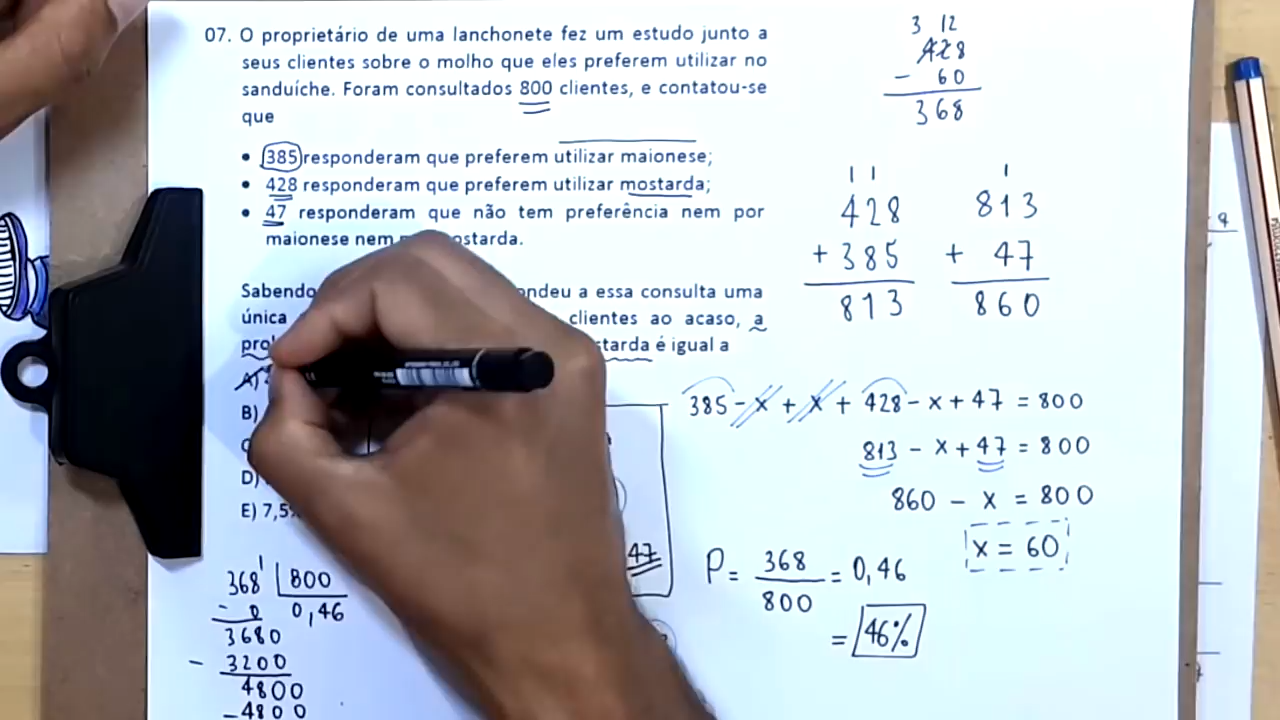 07. O proprietário de uma lanchonete fez um estudo junto a
seus clientes sobre o molho que eles preferem utilizar no
sanduíche. Foram consultados 800 clientes, e contatou-se
que
• 385 responderam que preferem utilizar maionese;
• 428 responderam que preferem utilizar mostarda;
• 47 responderam que não tem preferência nem por
maionese nem mostarda.
Sabendo a essa consulta uma
única clientes ao acaso, a
é igual a
A)
B)
D)
E) 7,5%
47
368 800
- 0 0,46
3680
- 3200
4800
- 4800
3 12
428
- 60
368
1 1
428
+ 385
813
1
813
+ 47
860
385 - x + x + 428 - x + 47 = 800
813 - x + 47 = 800
860 - x = 800
x = 60
P = 368/800 = 0,46
= 46%